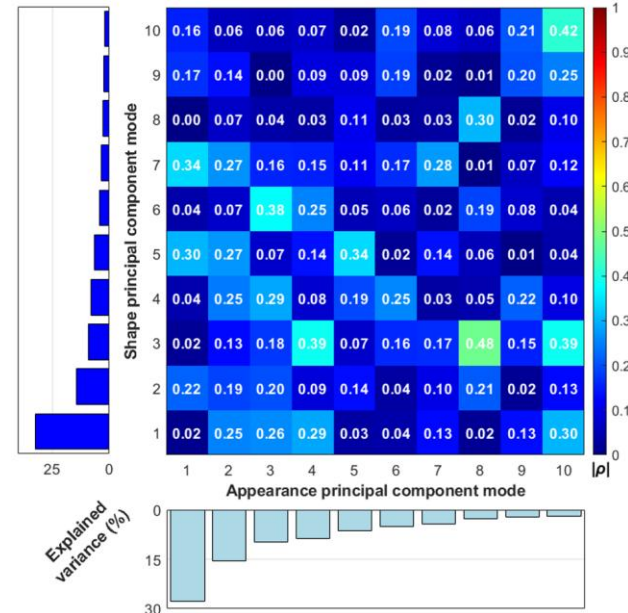 10 0.16 0.06 0.06 0.07 0.02 0.19 0.08 0.06 0.21 0.42
9 0.17 0.14 0.00 0.09 0.09 0.19 0.02 0.01 0.20 0.25
8 0.00 0.07 0.04 0.03 0.11 0.03 0.03 0.30 0.02 0.10
7 0.34 0.27 0.16 0.15 0.11 0.17 0.28 0.01 0.07 0.12
6 0.04 0.07 0.38 0.25 0.05 0.06 0.02 0.19 0.08 0.04
5 0.30 0.27 0.07 0.14 0.34 0.02 0.14 0.06 0.01 0.04
4 0.04 0.25 0.29 0.08 0.19 0.25 0.03 0.05 0.22 0.10
3 0.02 0.13 0.18 0.39 0.07 0.16 0.17 0.48 0.15 0.39
2 0.22 0.19 0.20 0.09 0.14 0.04 0.10 0.21 0.02 0.13
1 0.02 0.25 0.26 0.29 0.03 0.04 0.13 0.02 0.13 0.30
Shape principal component mode
1 2 3 4 5 6 7 8 9 10
Appearance principal component mode
1
0.9
0.8
0.7
0.6
0.5
0.4
0.3
0.2
0.1
0
|ρ|
25 0
Explained
variance (%)
0
15
30